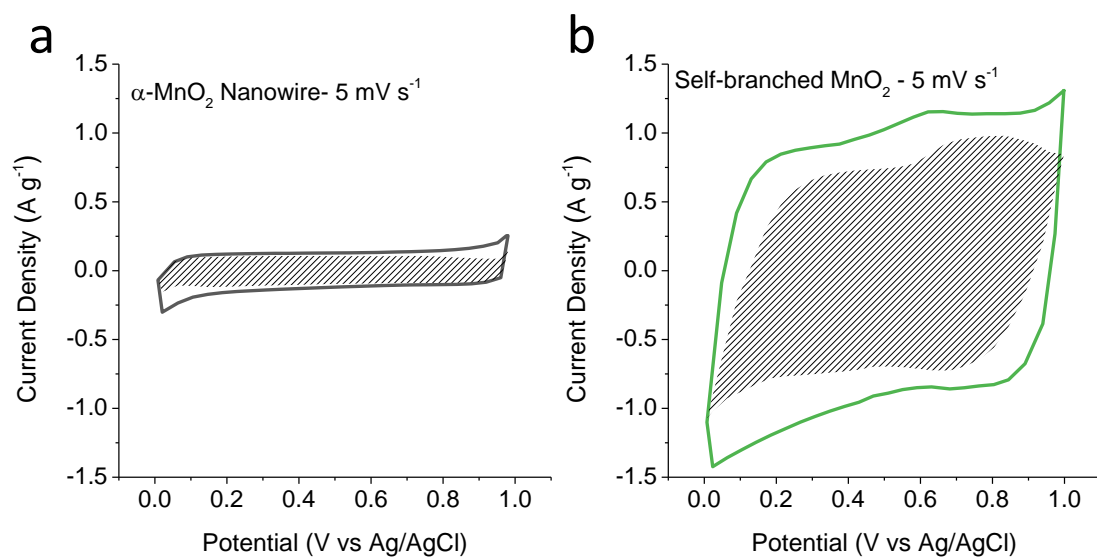 a
α-MnO₂ Nanowire- 5 mV s⁻¹
1.5
1.0
0.5
0.0
-0.5
-1.0
-1.5
Current Density (A g⁻¹)
0.0 0.2 0.4 0.6 0.8 1.0
Potential (V vs Ag/AgCl)
b
Self-branched MnO₂ - 5 mV s⁻¹
1.5
1.0
0.5
0.0
-0.5
-1.0
-1.5
Current Density (A g⁻¹)
0.0 0.2 0.4 0.6 0.8 1.0
Potential (V vs Ag/AgCl)